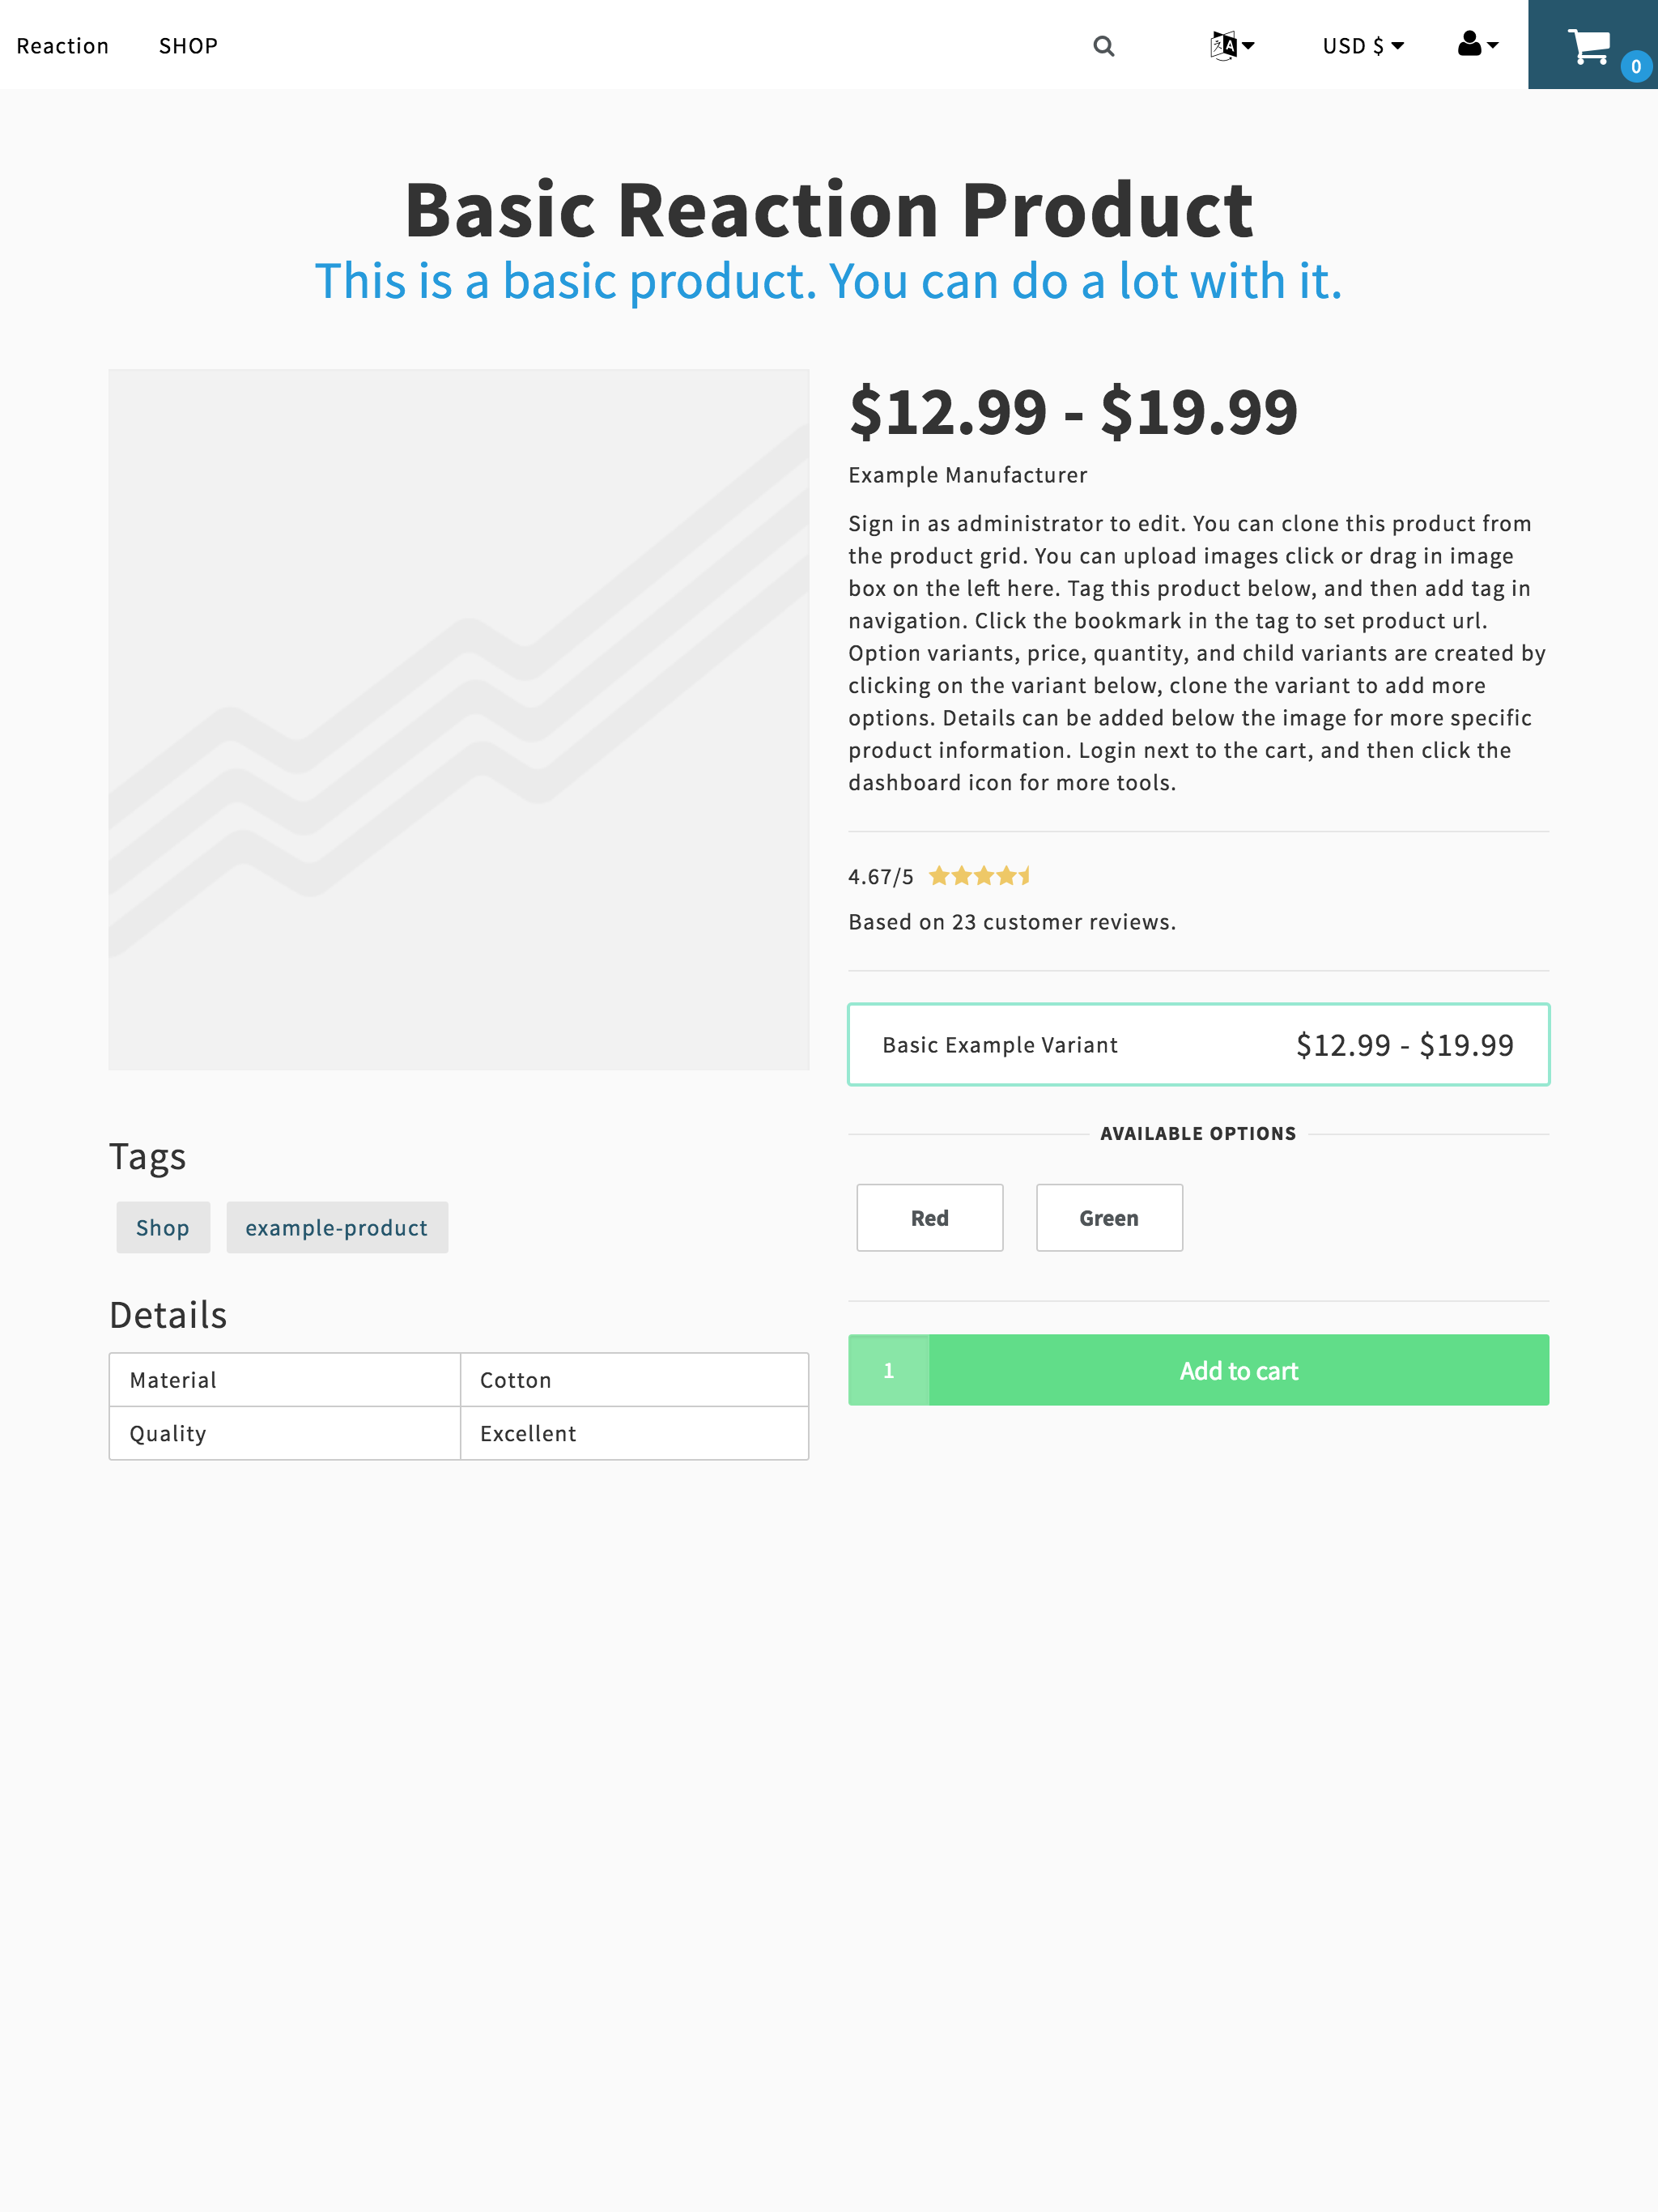 Reaction SHOP USD $ 0
Basic Reaction Product
This is a basic product. You can do a lot with it.
$12.99 - $19.99
Example Manufacturer
Sign in as administrator to edit. You can clone this product from
the product grid. You can upload images click or drag in image
box on the left here. Tag this product below, and then add tag in
navigation. Click the bookmark in the tag to set product url.
Option variants, price, quantity, and child variants are created by
clicking on the variant below, clone the variant to add more
options. Details can be added below the image for more specific
product information. Login next to the cart, and then click the
dashboard icon for more tools.
4.67/5
Based on 23 customer reviews.
Basic Example Variant $12.99 - $19.99
AVAILABLE OPTIONS
Red Green
1 Add to cart
Tags
Shop example-product
Details
Material Cotton
Quality Excellent